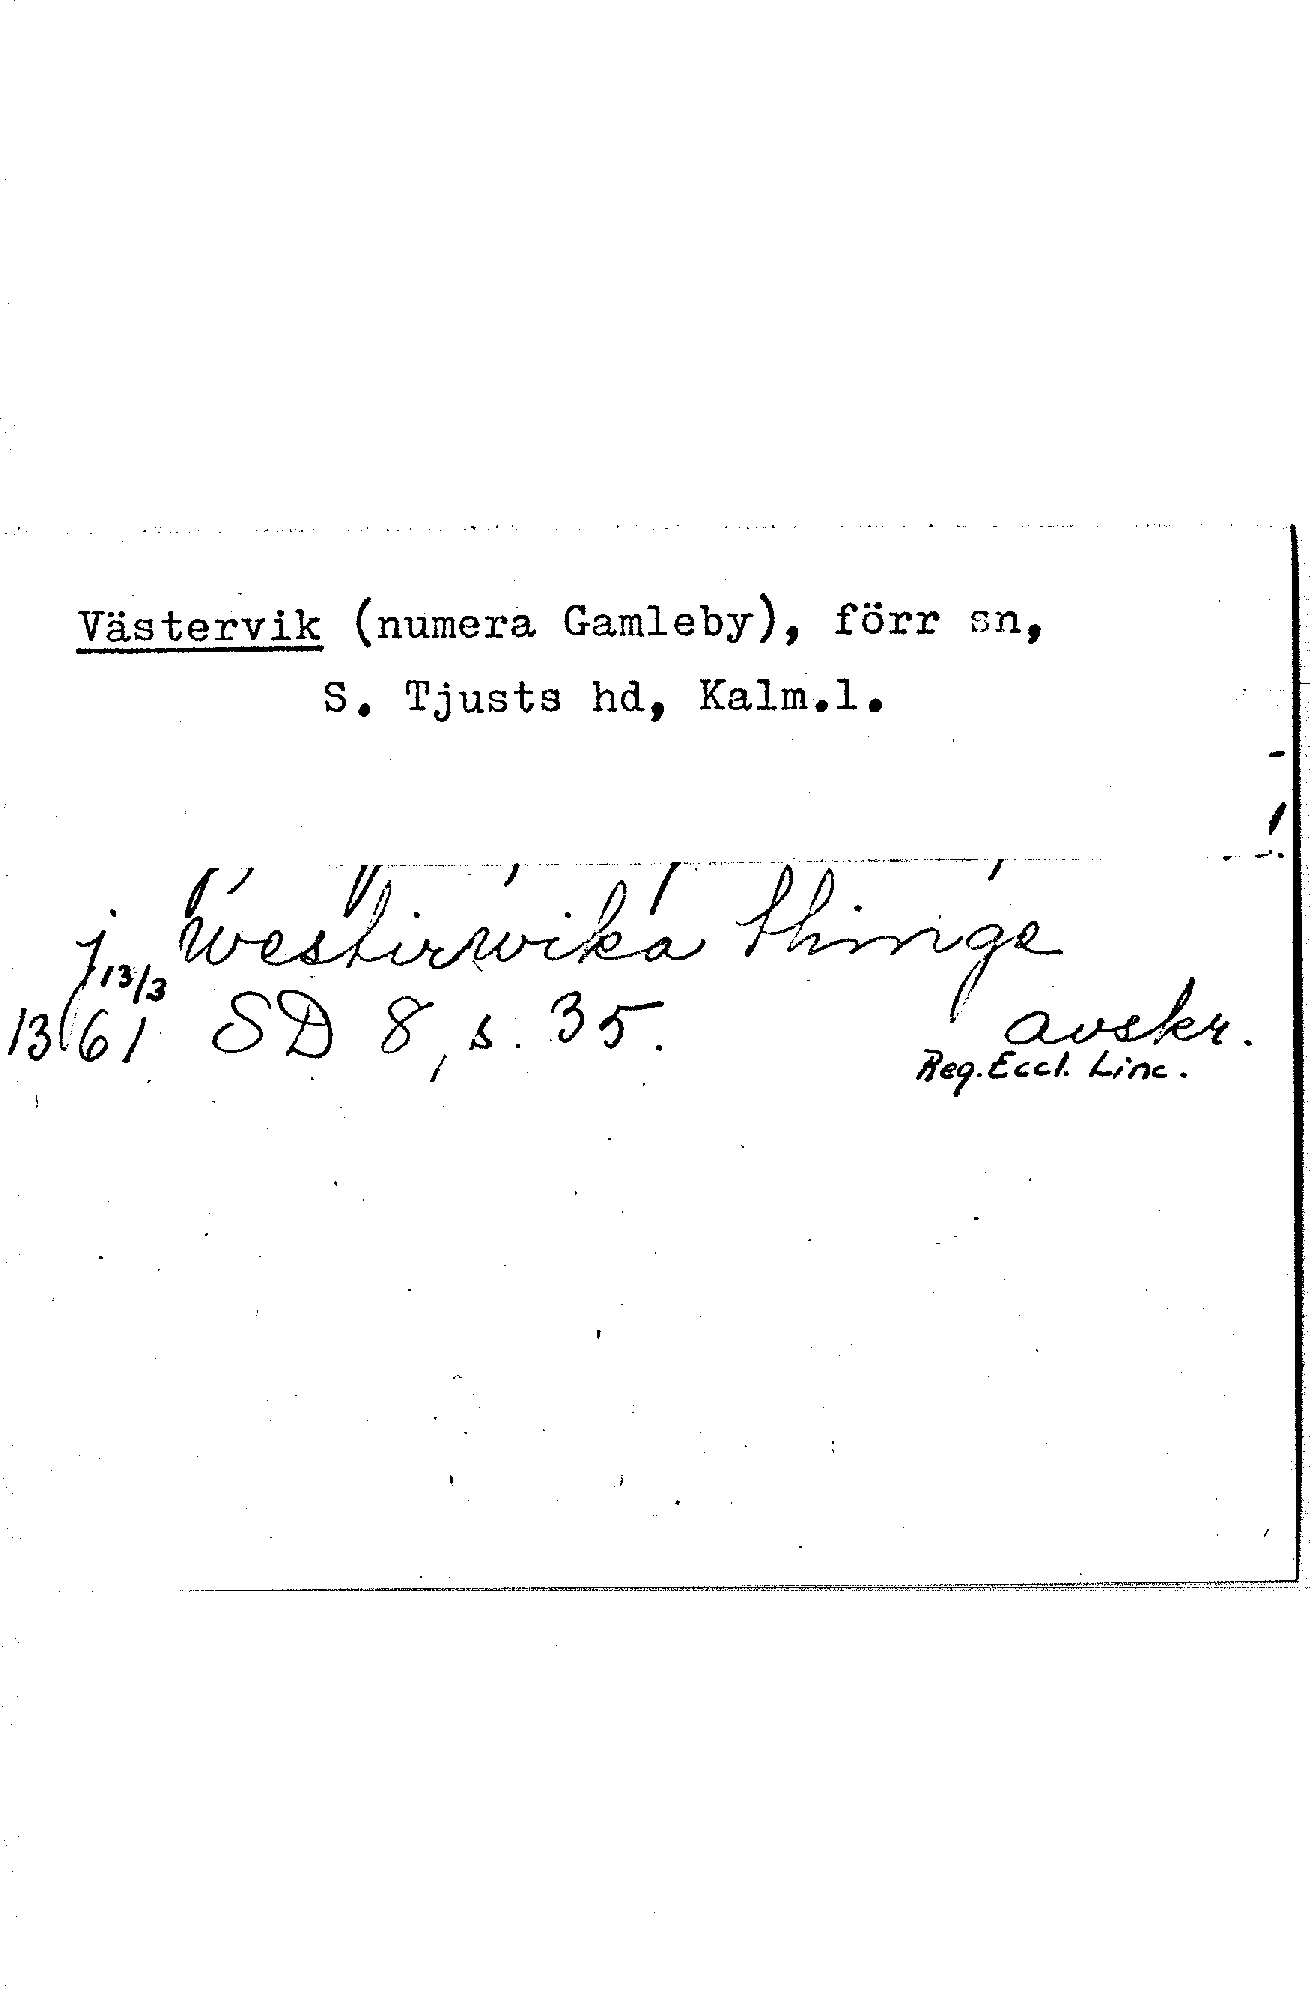 Västervik (numera Gamleby), förr sn,
S. Tjusts hd, Kalm.l.
j westirwika thinge
13/3
1361 SD 8, s. 35. avskr.
Reg. Eccl. Linc.